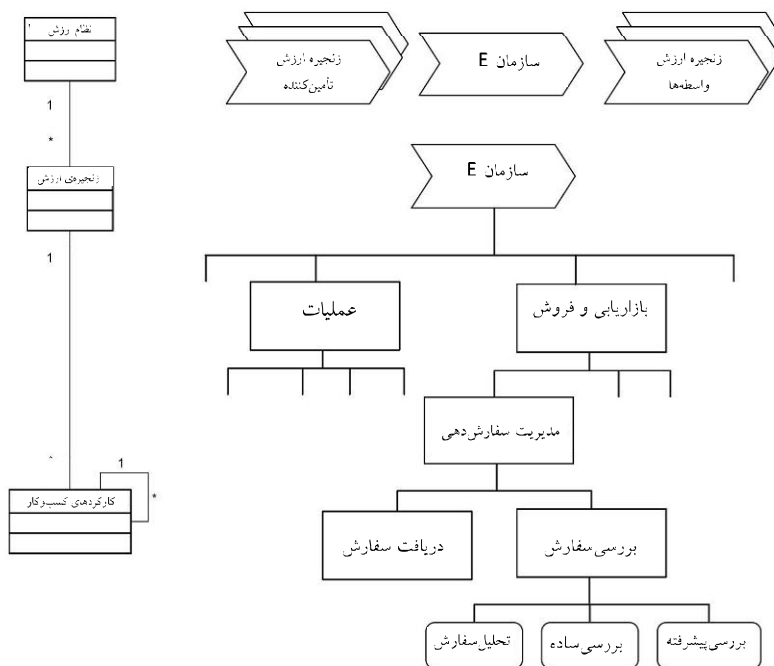 نظام رزش
1
*
زنجیره‌ی ارزش
1
1
*
کارکردهای کسب‌وکار
زنجیره ارزش
تأمین‌کننده
سازمان E
زنجیره ارزش
واسطه‌ها
سازمان E
عملیات
بازاریابی و فروش
مدیریت سفارش‌دهی
دریافت سفارش
بررسی سفارش
تحلیل سفارش
بررسی ساده
بررسی پیشرفته